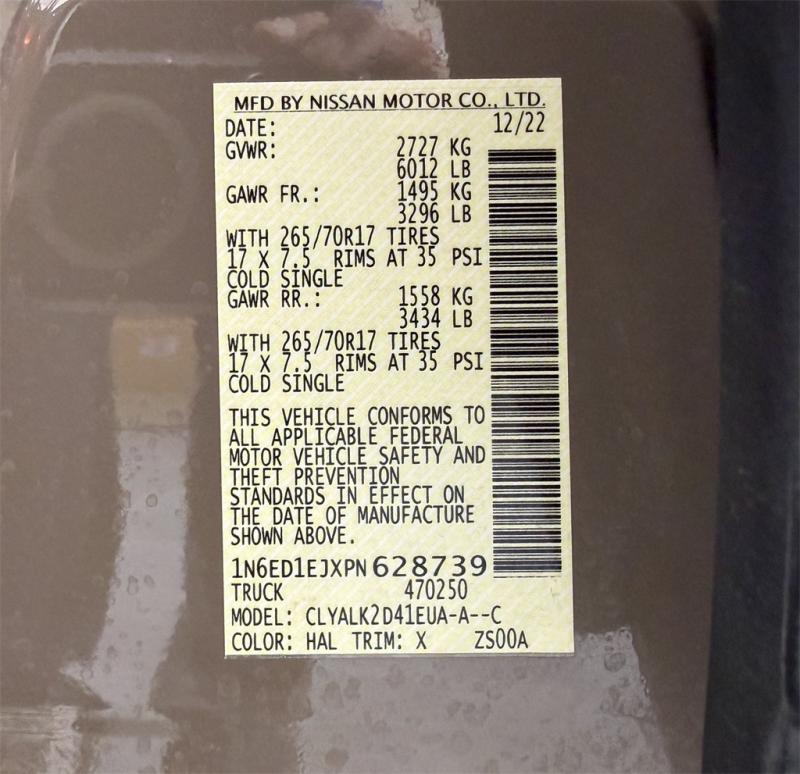 MFD BY NISSAN MOTOR CO., LTD.
DATE: 12/22
GVWR: 2727 KG
6012 LB
GAWR FR.: 1495 KG
3296 LB
WITH 265/70R17 TIRES
17 X 7.5 RIMS AT 35 PSI
COLD SINGLE
GAWR RR.: 1558 KG
3434 LB
WITH 265/70R17 TIRES
17 X 7.5 RIMS AT 35 PSI
COLD SINGLE
THIS VEHICLE CONFORMS TO
ALL APPLICABLE FEDERAL
MOTOR VEHICLE SAFETY AND
THEFT PREVENTION
STANDARDS IN EFFECT ON
THE DATE OF MANUFACTURE
SHOWN ABOVE.
1N6ED1EJXPN628739
TRUCK 470250
MODEL: CLYALK2D41EUA-A--C
COLOR: HAL TRIM: X ZS00A